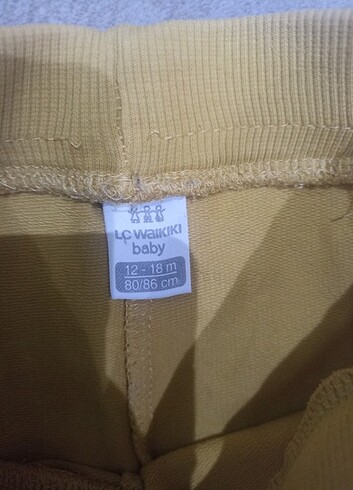 LC WAIKIKI
baby
12 - 18 m
80/86 cm